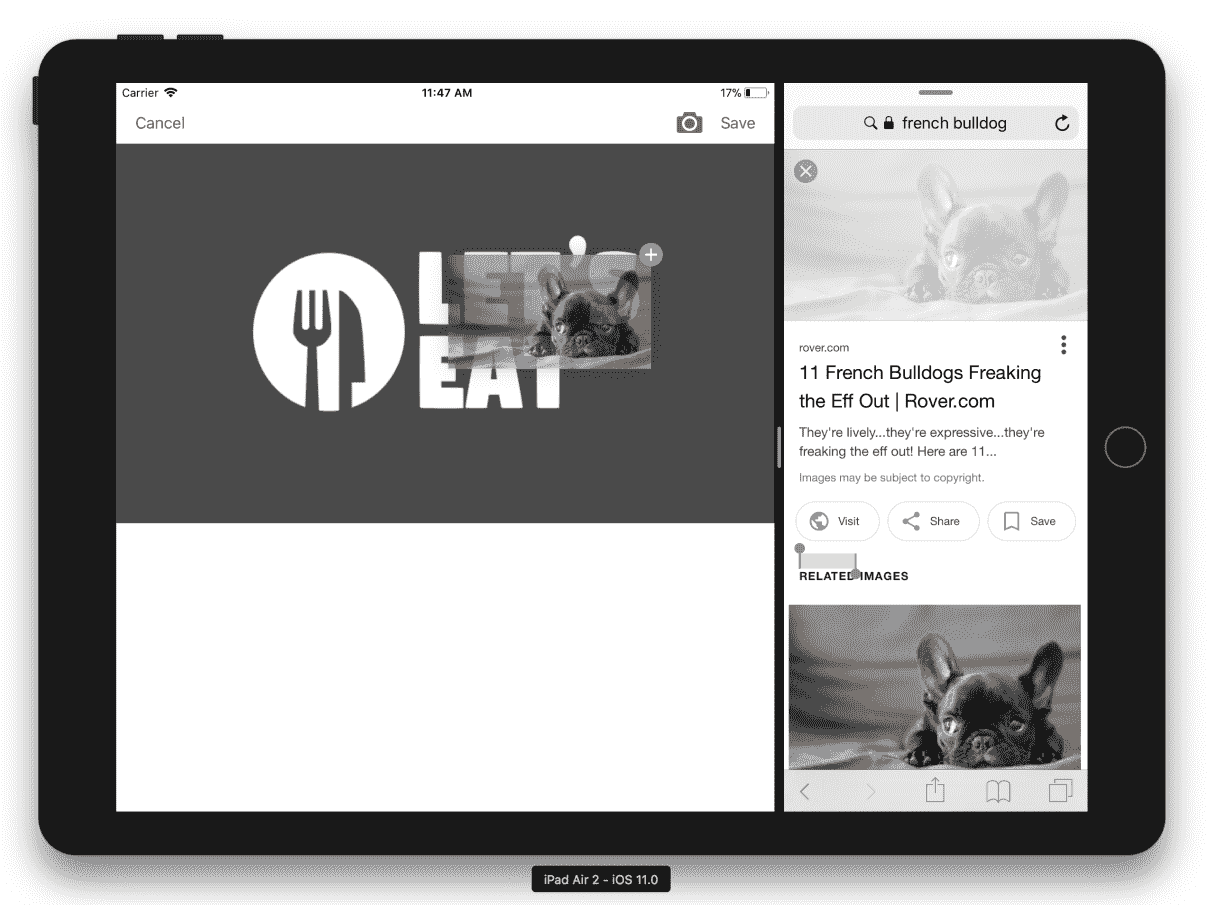 Carrier
11:47 AM
17%
Cancel
Save
LET'S
EAT
french bulldog
rover.com
11 French Bulldogs Freaking
the Eff Out | Rover.com
They're lively...they're expressive...they're
freaking the eff out! Here are 11...
Images may be subject to copyright.
Visit
Share
Save
RELATED IMAGES
iPad Air 2 - iOS 11.0